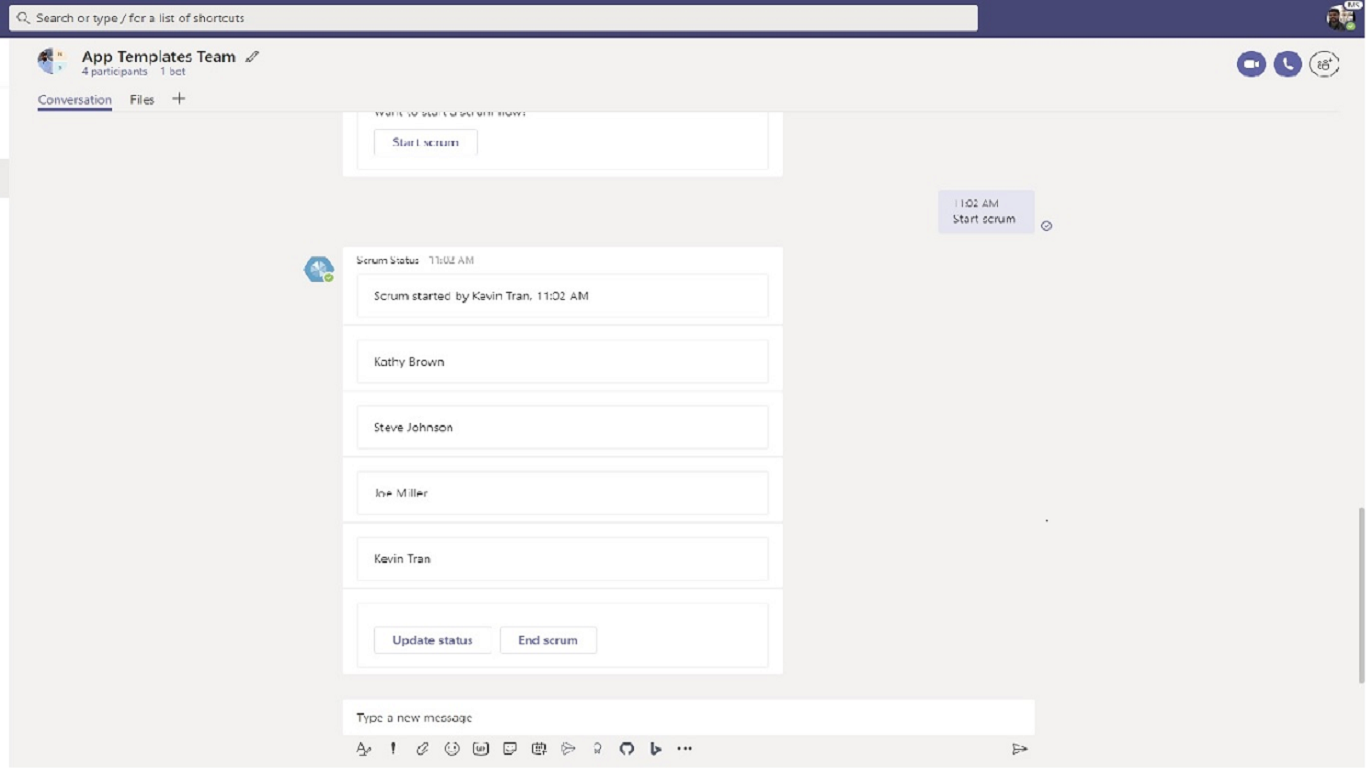 Search or type / for a list of shortcuts
App Templates Team
4 participants 1 bot
Conversation Files
Want to start a scrum now?
Start scrum
11:02 AM
Start scrum
Scrum Status 11:02 AM
Scrum started by Kevin Tran, 11:02 AM
Kathy Brown
Steve Johnson
Joe Miller
Kevin Tran
Update status End scrum
Type a new message